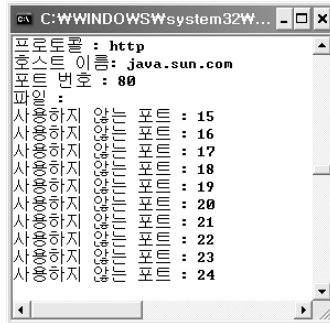 C:₩WINDOWS₩system32₩...
프로토콜 : http
호스트 이름: java.sun.com
포트 번호 : 80
파일 :
사용하지 않는 포트 : 15
사용하지 않는 포트 : 16
사용하지 않는 포트 : 17
사용하지 않는 포트 : 18
사용하지 않는 포트 : 19
사용하지 않는 포트 : 20
사용하지 않는 포트 : 21
사용하지 않는 포트 : 22
사용하지 않는 포트 : 23
사용하지 않는 포트 : 24